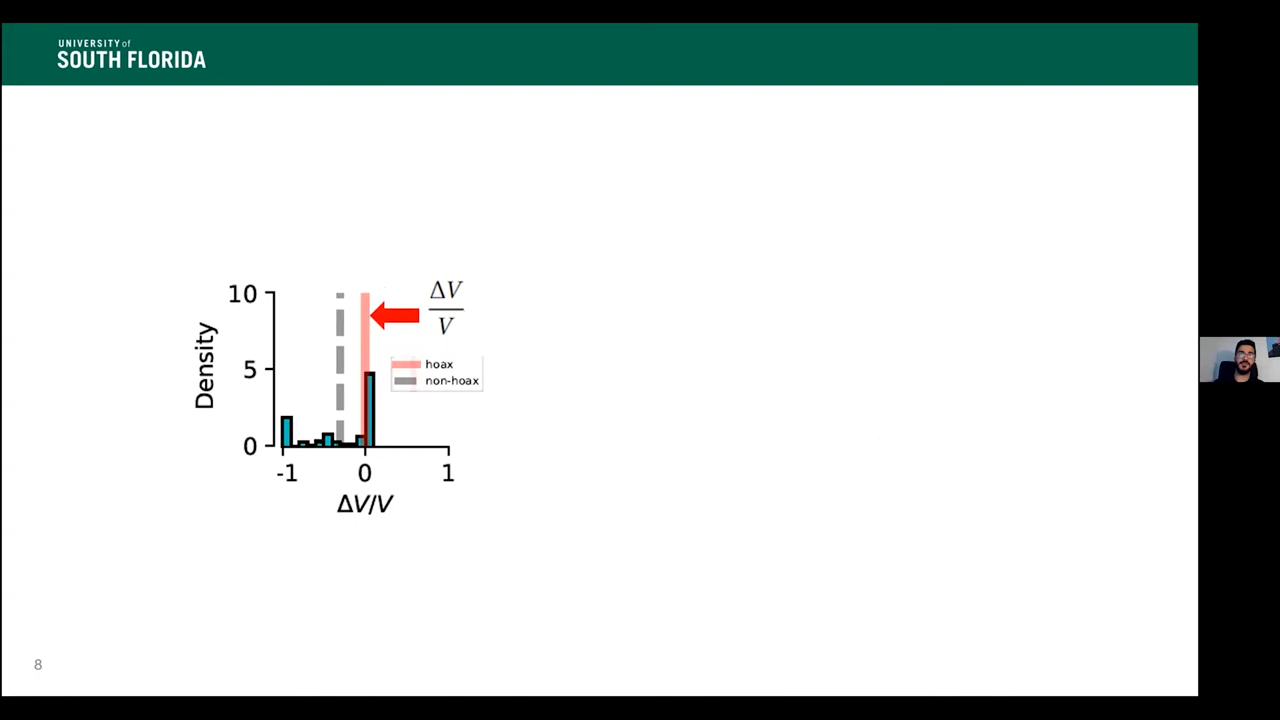 UNIVERSITY of
SOUTH FLORIDA
10
5
0
Density
-1
0
1
ΔV/V
ΔV
V
hoax
non-hoax
8